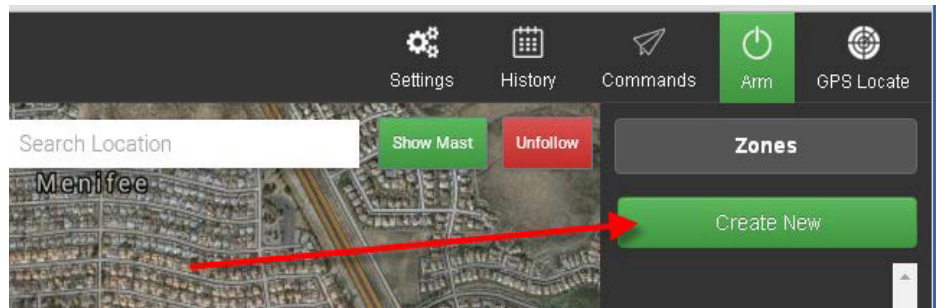 Settings
History
Commands
Arm
GPS Locate
Search Location
Show Mast
Unfollow
Zones
Menifee
Create New